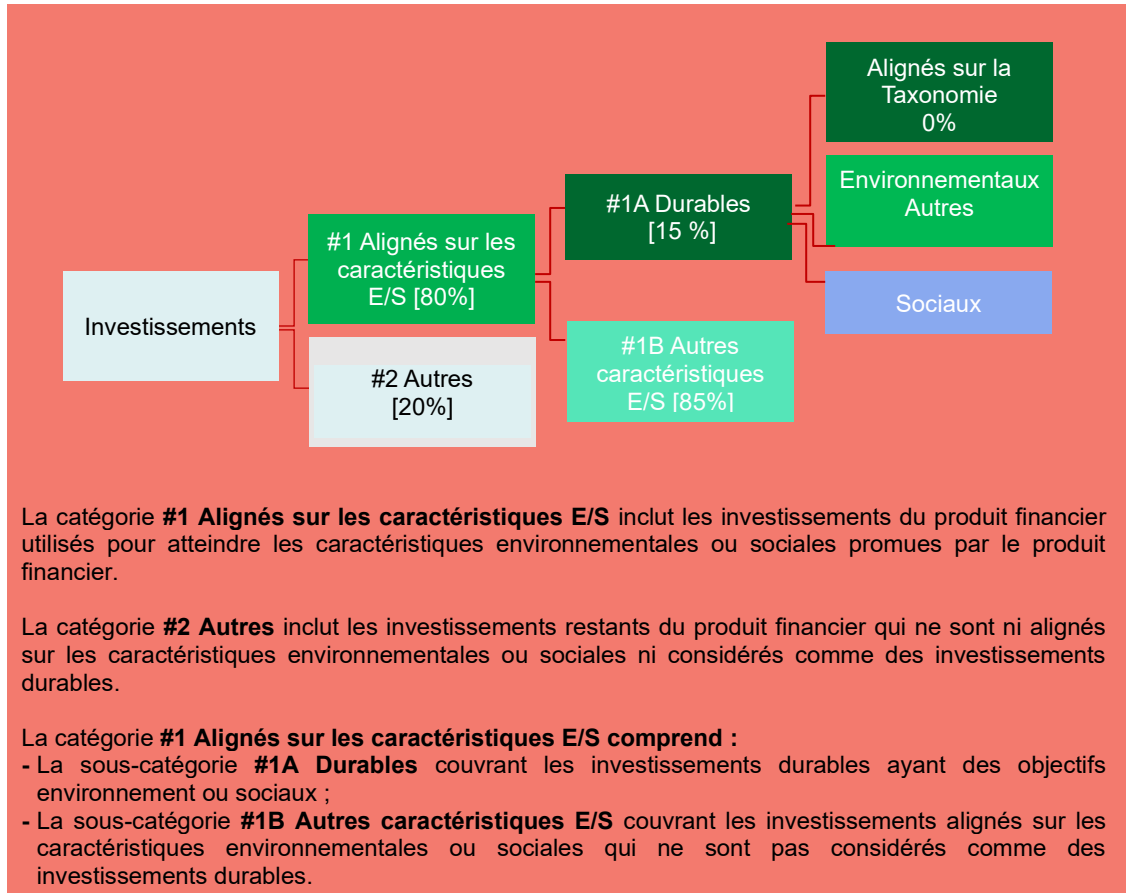 Alignés sur la
Taxonomie
0%
Environnementaux
Autres
#1A Durables
[15 %]
#1 Alignés sur les
caractéristiques
E/S [80%]
Sociaux
Investissements
#1B Autres
caractéristiques
E/S [85%]
#2 Autres
[20%]
La catégorie #1 Alignés sur les caractéristiques E/S inclut les investissements du produit financier
utilisés pour atteindre les caractéristiques environnementales ou sociales promues par le produit
financier.
La catégorie #2 Autres inclut les investissements restants du produit financier qui ne sont ni alignés
sur les caractéristiques environnementales ou sociales ni considérés comme des investissements
durables.
La catégorie #1 Alignés sur les caractéristiques E/S comprend :
- La sous-catégorie #1A Durables couvrant les investissements durables ayant des objectifs
environnement ou sociaux ;
- La sous-catégorie #1B Autres caractéristiques E/S couvrant les investissements alignés sur les
caractéristiques environnementales ou sociales qui ne sont pas considérés comme des
investissements durables.